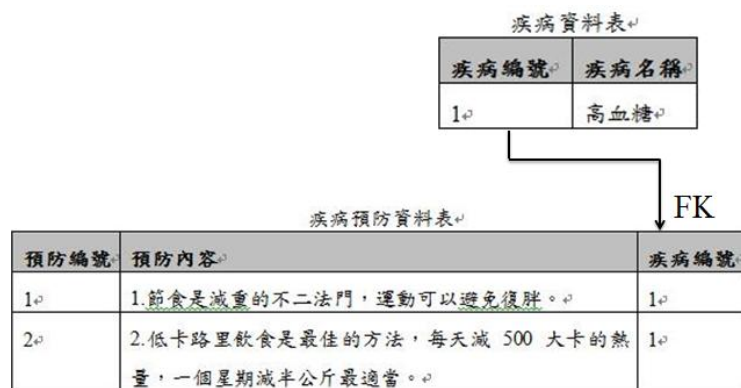 疾病資料表
疾病編號 疾病名稱
1 高血糖
FK
疾病預防資料表
預防編號 預防內容 疾病編號
1 1.節食是減重的不二法門，運動可以避免復胖。 1
2 2.低卡路里飲食是最佳的方法，每天減 500 大卡的熱 1
量，一個星期減半公斤最適當。